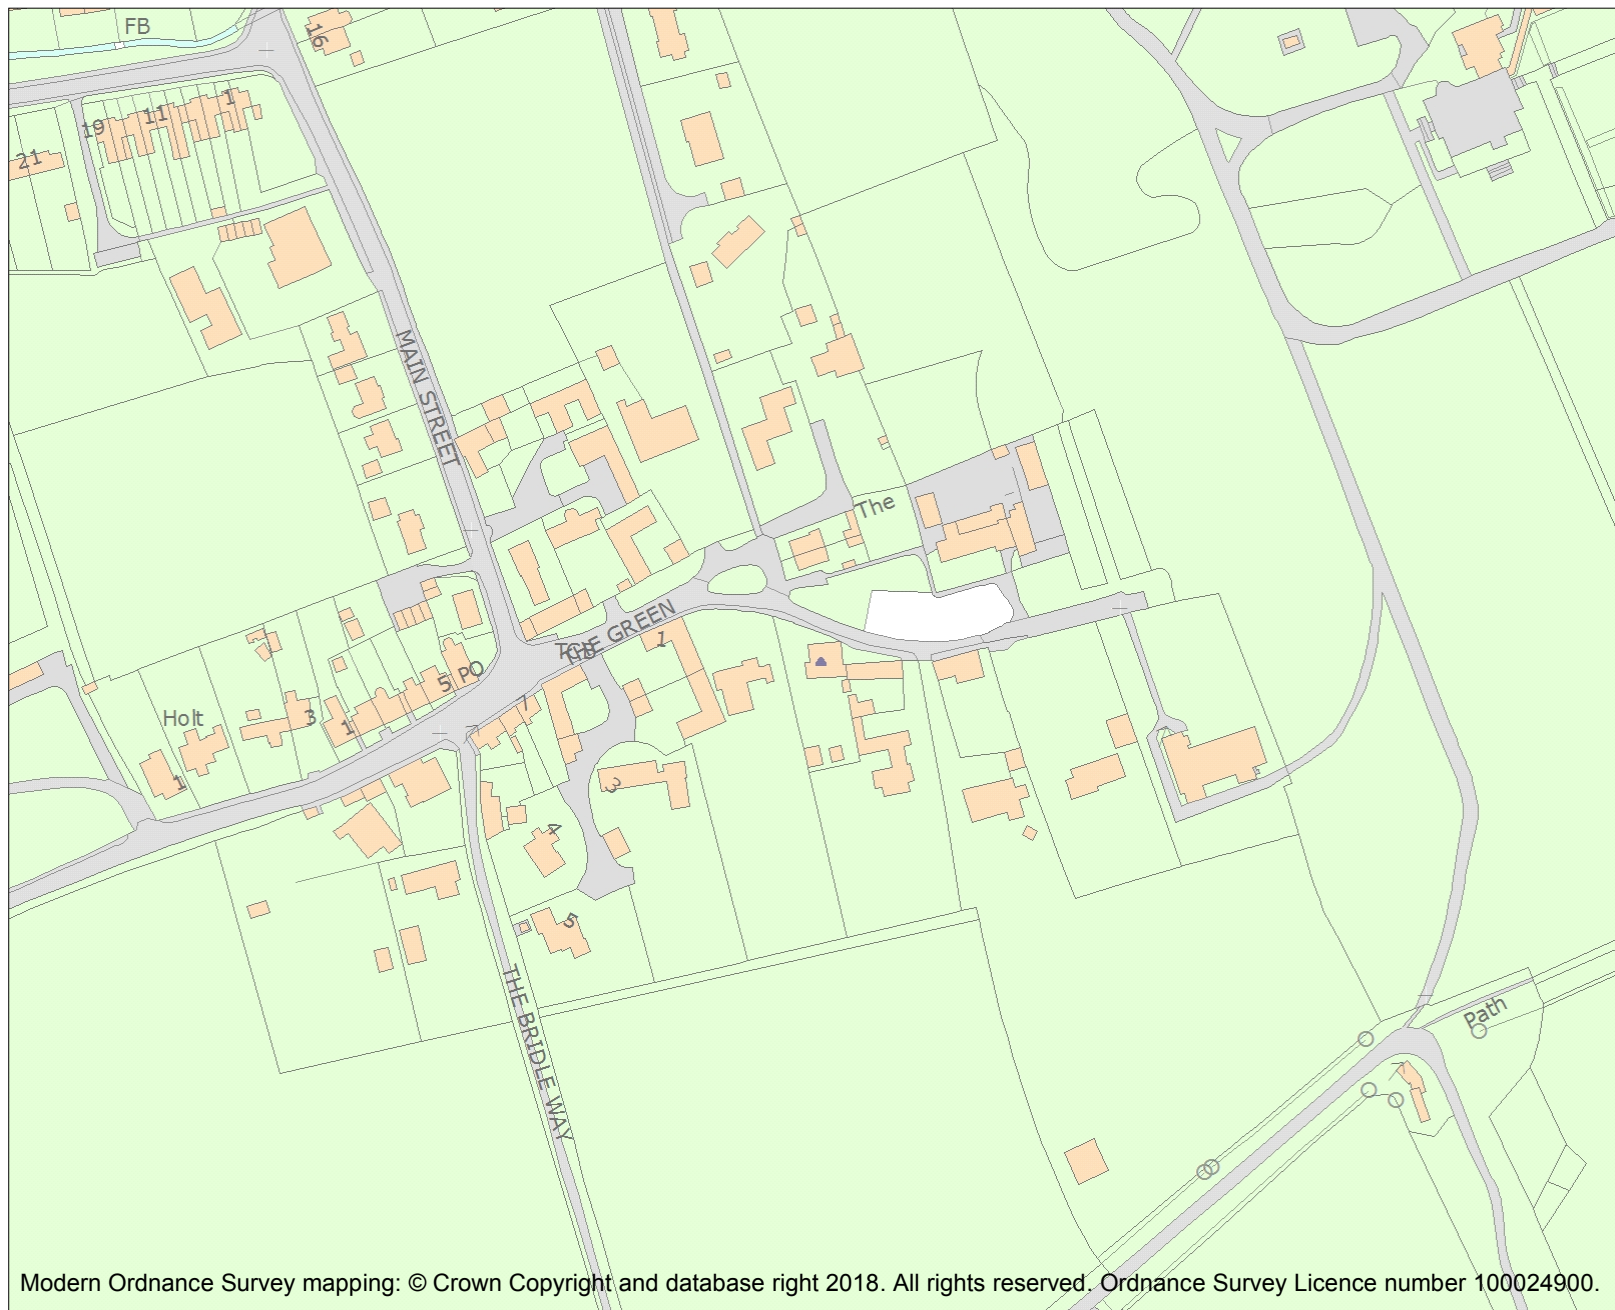 FB
16
1
11
19
21
MAIN STREET
The
THE GREEN
TCB
1
PO
5
7
Holt
3
1
1
3
4
5
THE BRIDLE WAY
Path
Modern Ordnance Survey mapping: © Crown Copyright and database right 2018. All rights reserved. Ordnance Survey Licence number 100024900.